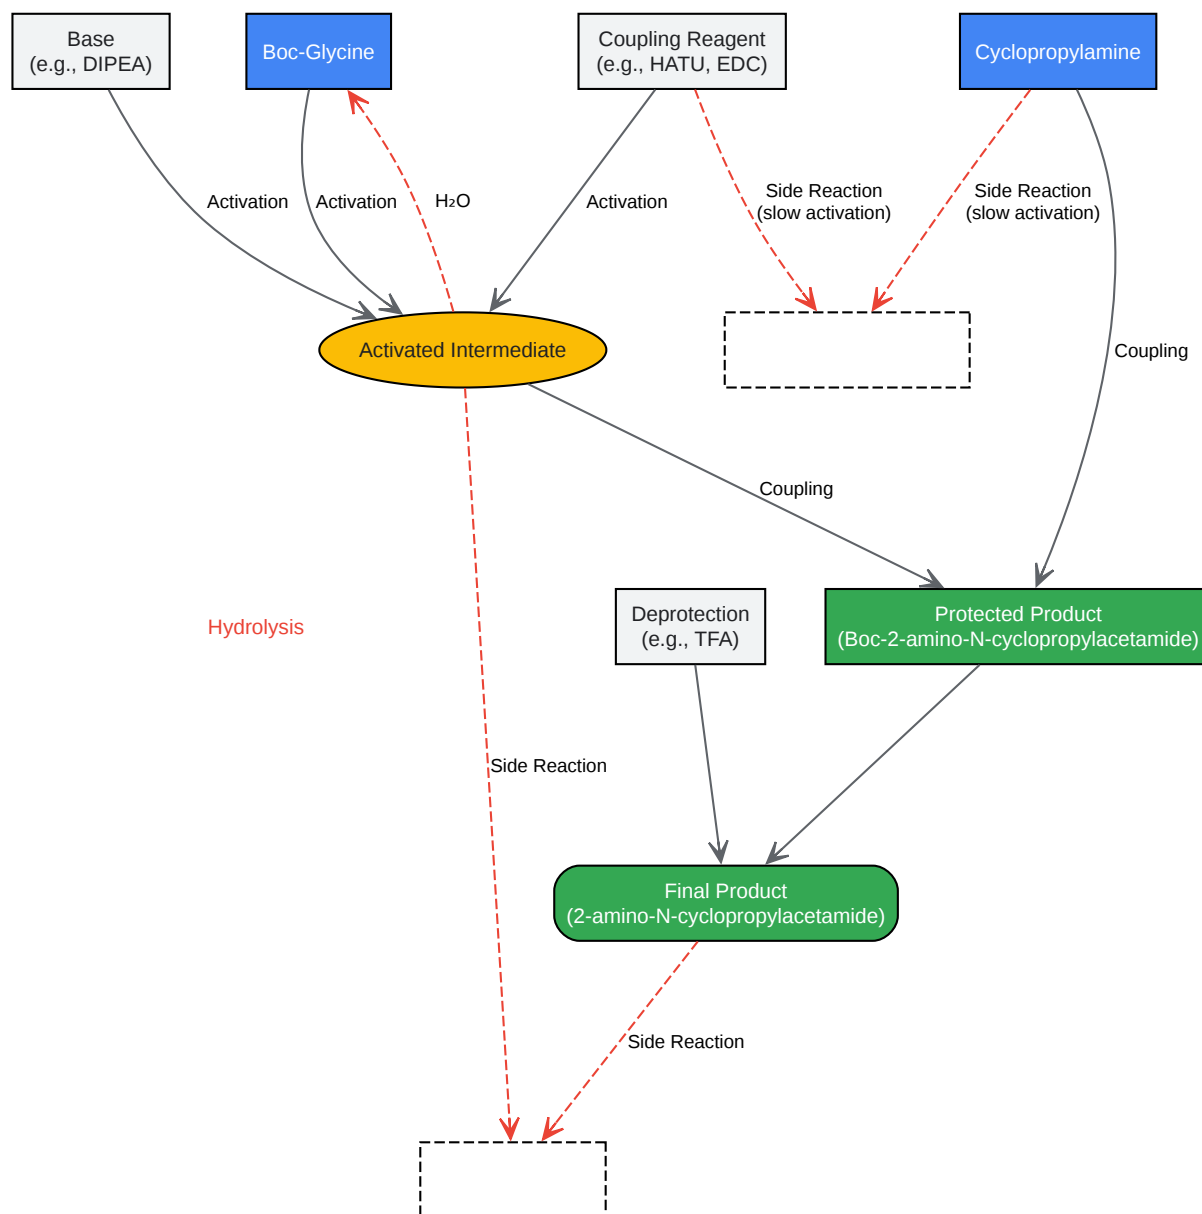 Base
(e.g., DIPEA)
Boc-Glycine
Coupling Reagent
(e.g., HATU, EDC)
Cyclopropylamine
Activation
Activation
H₂O
Activation
Side Reaction
(slow activation)
Side Reaction
(slow activation)
Activated Intermediate
Coupling
Coupling
Deprotection
(e.g., TFA)
Protected Product
(Boc-2-amino-N-cyclopropylacetamide)
Hydrolysis
Side Reaction
Final Product
(2-amino-N-cyclopropylacetamide)
Side Reaction